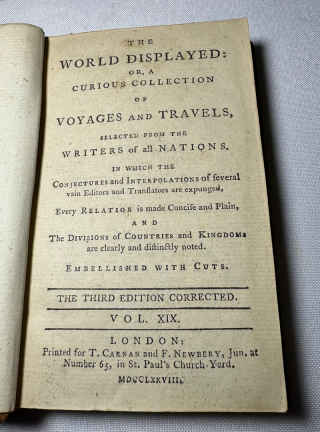 THE
WORLD DISPLAYED:
OR, A
CURIOUS COLLECTION
OF
VOYAGES AND TRAVELS,
SELECTED FROM THE
WRITERS of all NATIONS.
IN WHICH THE
CONJECTURES and INTERPOLATIONS of several
vain Editors and Translators are expunged,
Every RELATION is made Concise and Plain,
AND
The DIVISIONS of COUNTRIES and KINGDOMS
are clearly and distinctly noted.
EMBELLISHED WITH CUTS.
THE THIRD EDITION CORRECTED.
VOL. XIX.
LONDON:
Printed for T. CARNAN and F. NEWBERY, Jun. at
Number 65, in St. Paul's Church-Yard.
MDCCLXXVIII.